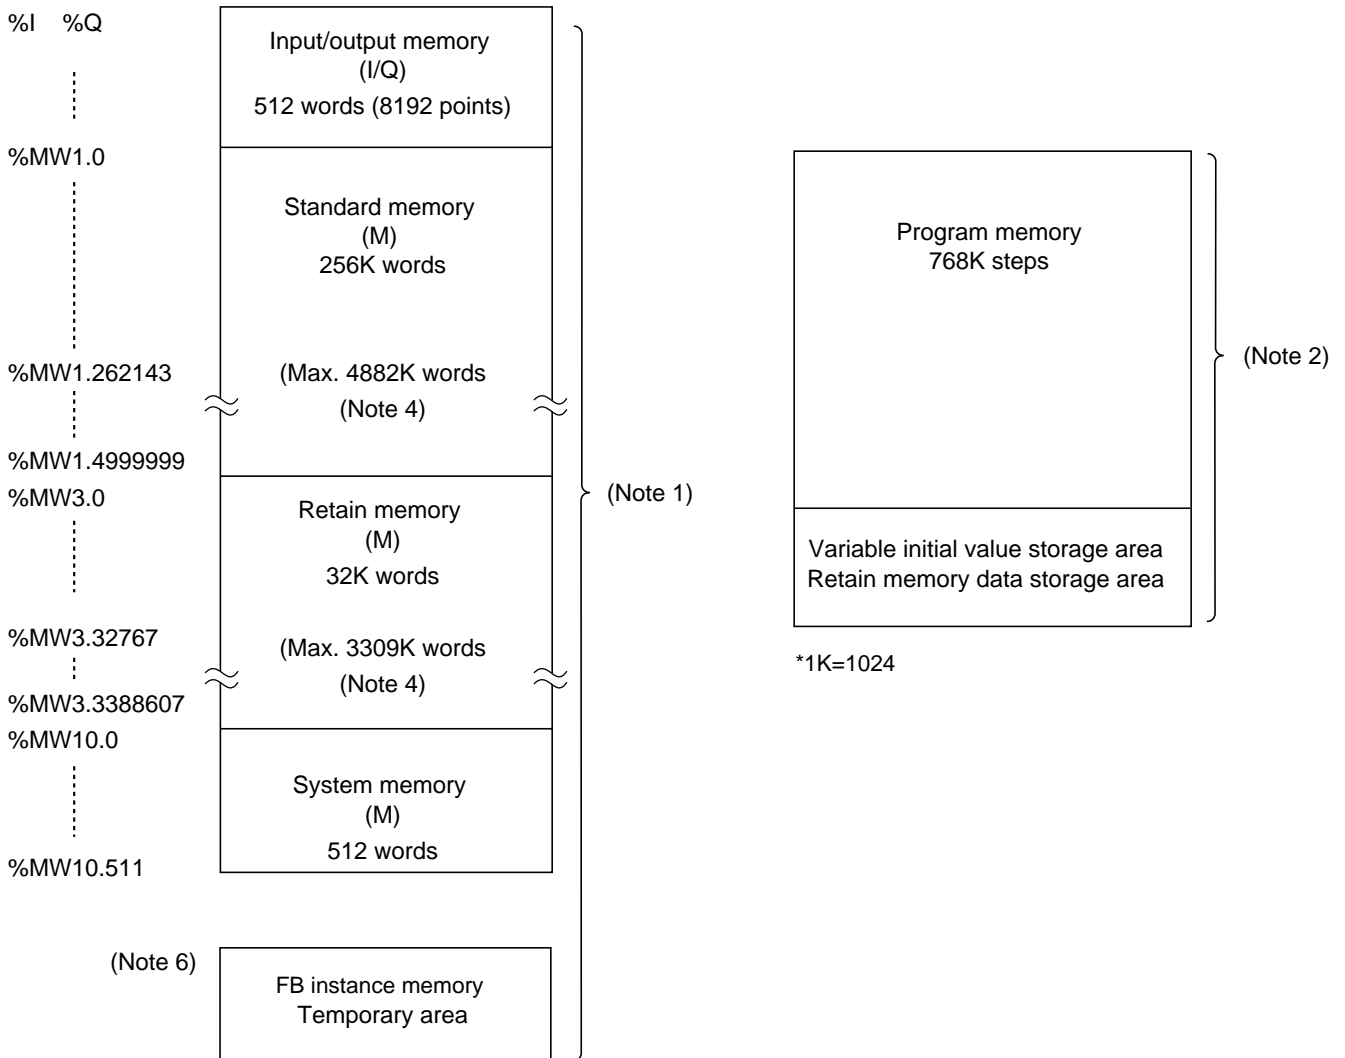 %I %Q
Input/output memory
(I/Q)
512 words (8192 points)
%MW1.0
Standard memory
(M)
256K words
%MW1.262143
(Max. 4882K words
(Note 4)
%MW1.4999999
%MW3.0
Retain memory
(M)
32K words
%MW3.32767
(Max. 3309K words
(Note 4)
%MW3.3388607
%MW10.0
System memory
(M)
512 words
%MW10.511
(Note 6)
FB instance memory
Temporary area
(Note 1)
Program memory
768K steps
Variable initial value storage area
Retain memory data storage area
(Note 2)
*1K=1024